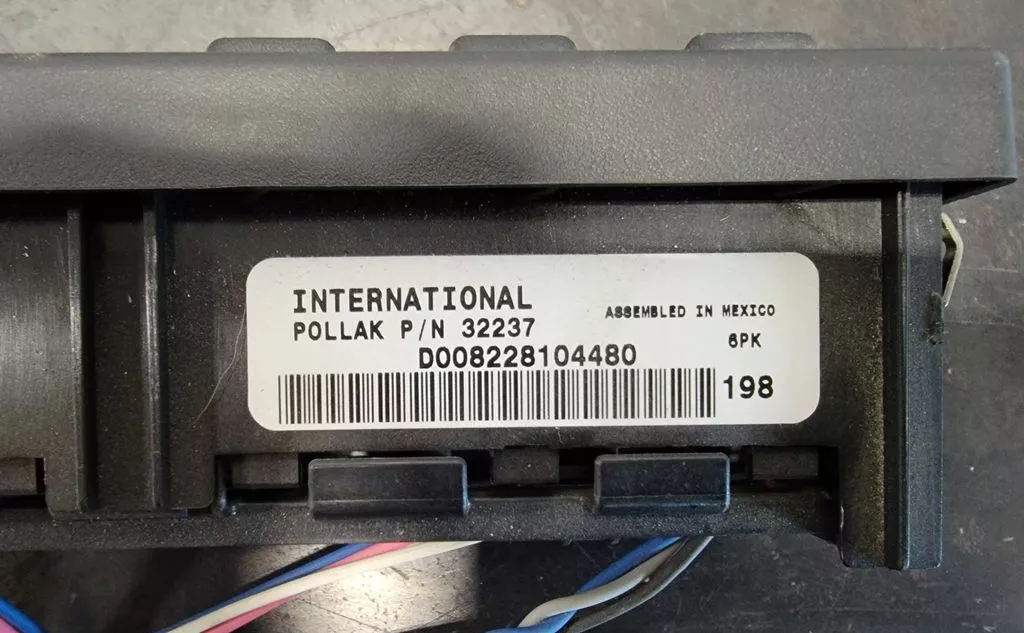 INTERNATIONAL
POLLAK P/N 32237
ASSEMBLED IN MEXICO
6PK
D008228104480
198